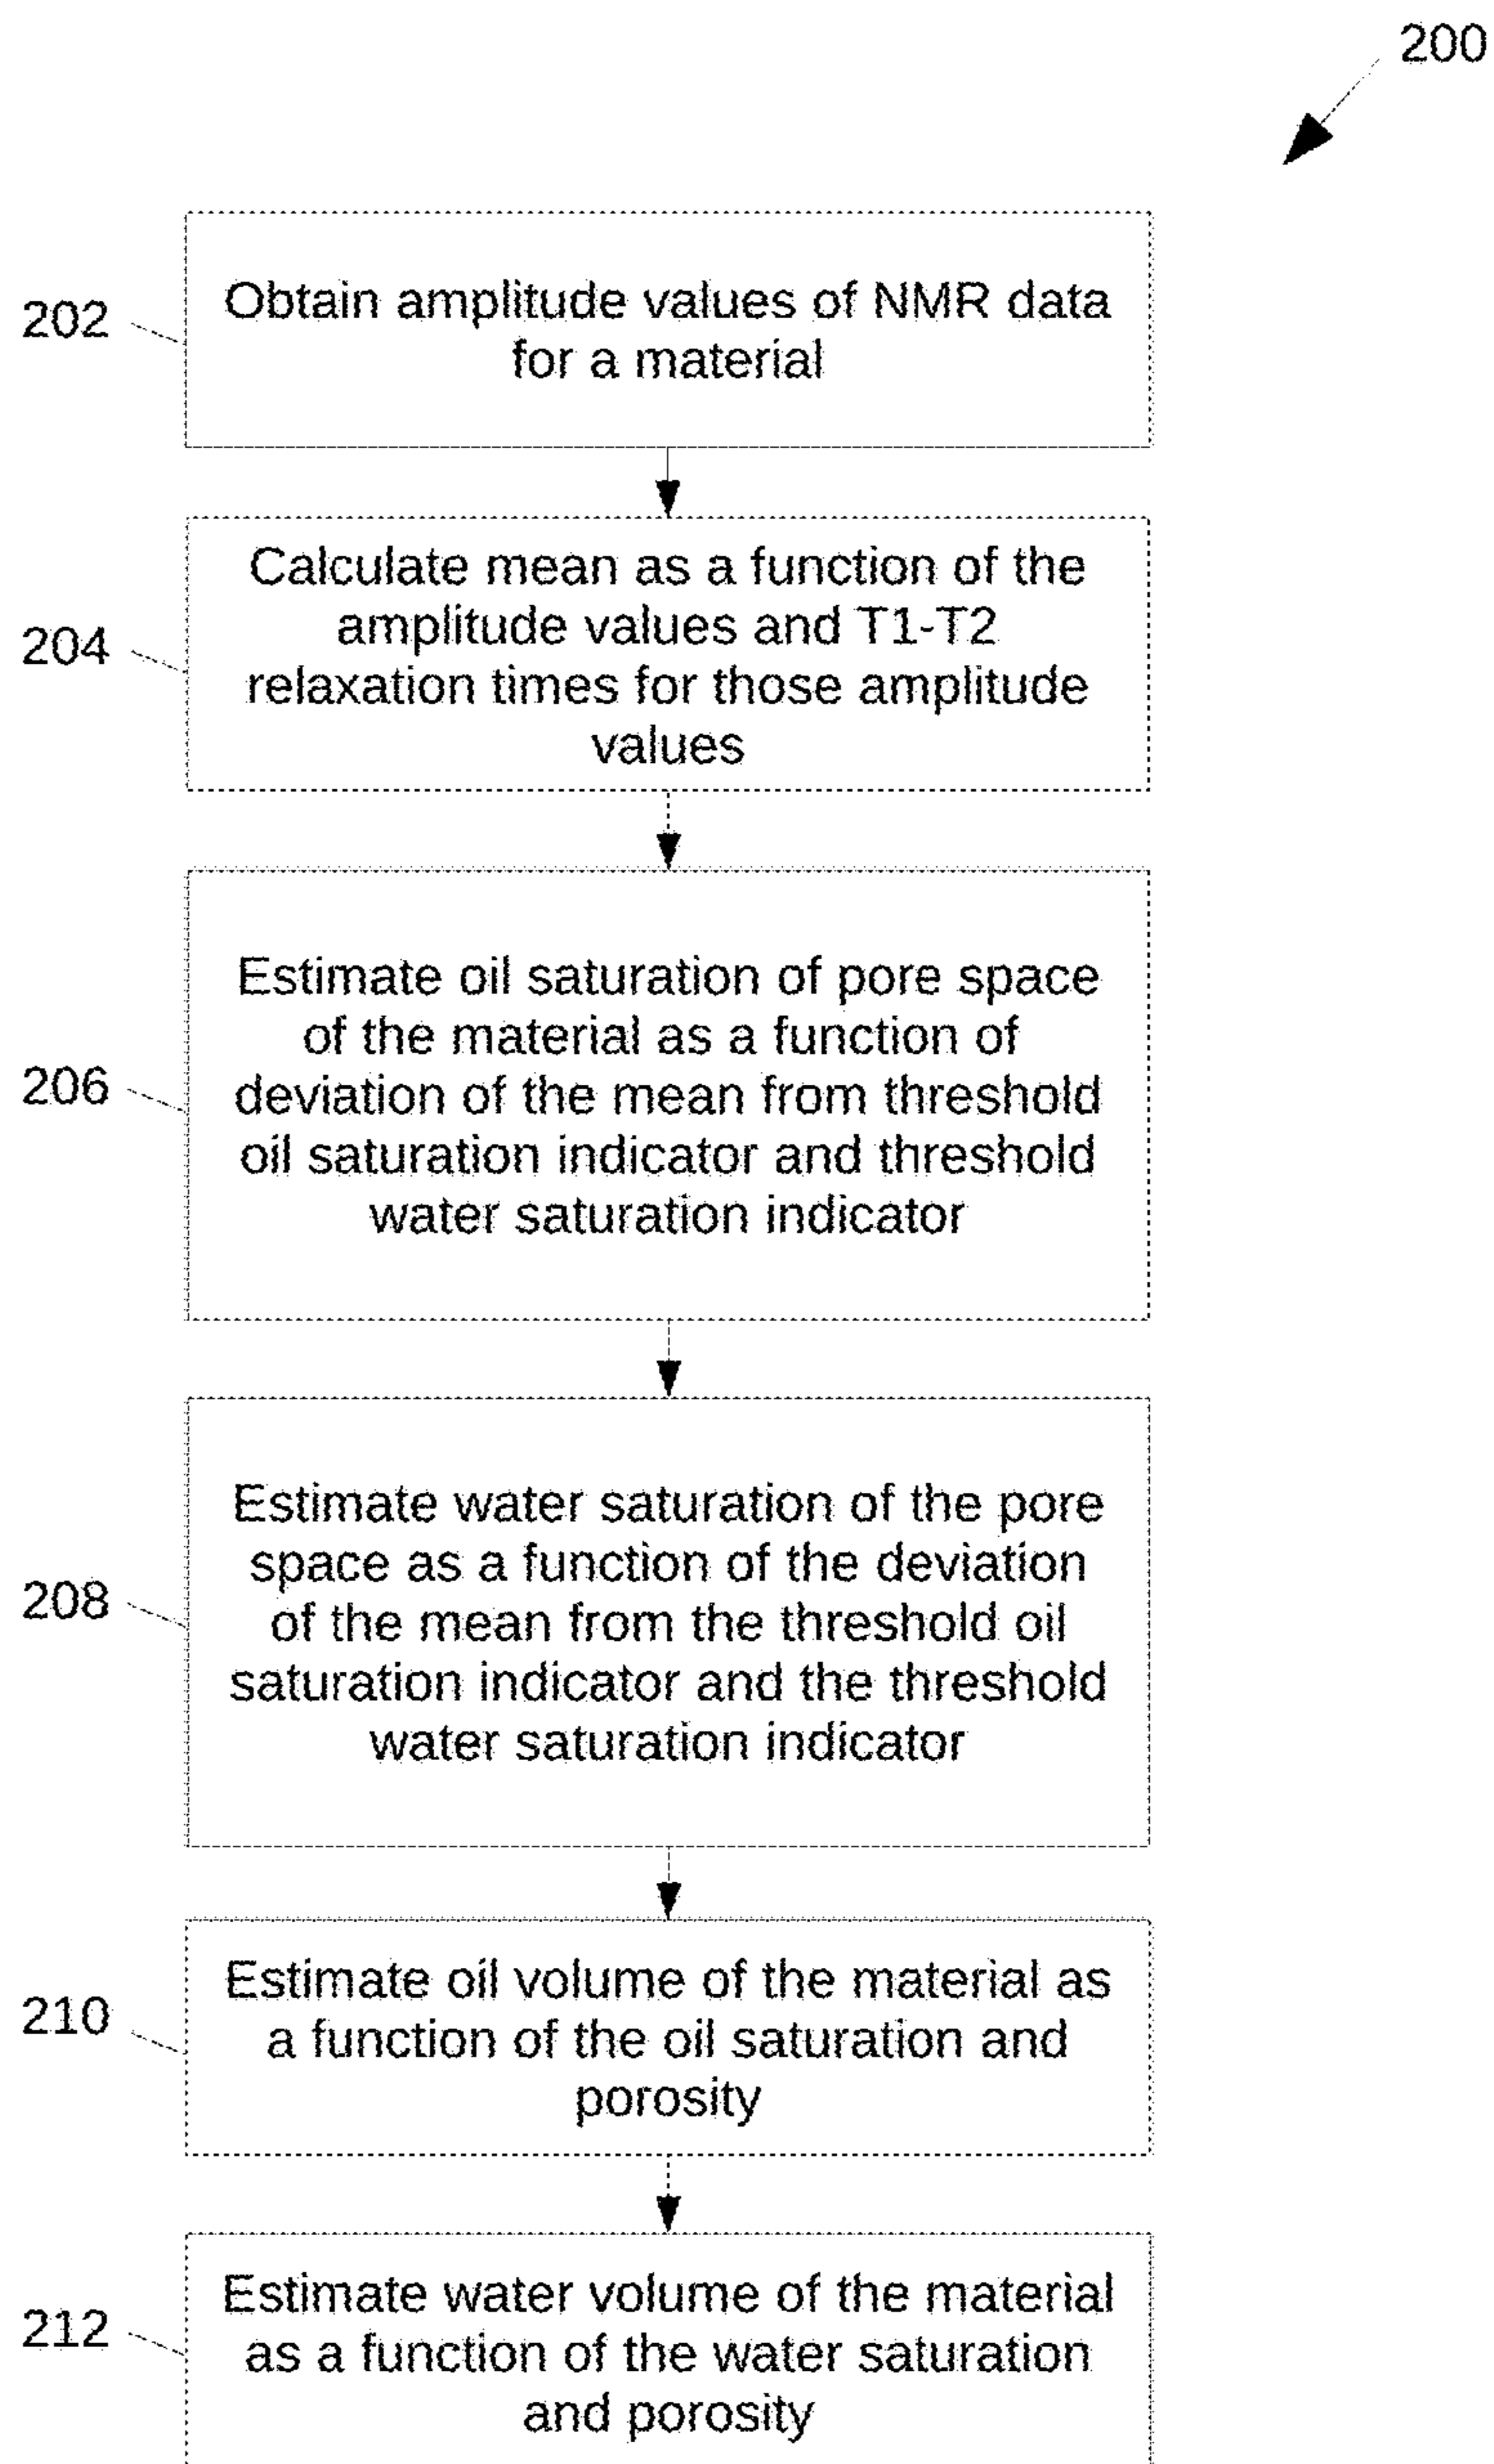 200
202
Obtain amplitude values of NMR data
for a material
204
Calculate mean as a function of the
amplitude values and T1-T2
relaxation times for those amplitude
values
206
Estimate oil saturation of pore space
of the material as a function of
deviation of the mean from threshold
oil saturation indicator and threshold
water saturation indicator
208
Estimate water saturation of the pore
space as a function of the deviation
of the mean from the threshold oil
saturation indicator and the threshold
water saturation indicator
210
Estimate oil volume of the material as
a function of the oil saturation and
porosity
212
Estimate water volume of the material
as a function of the water saturation
and porosity